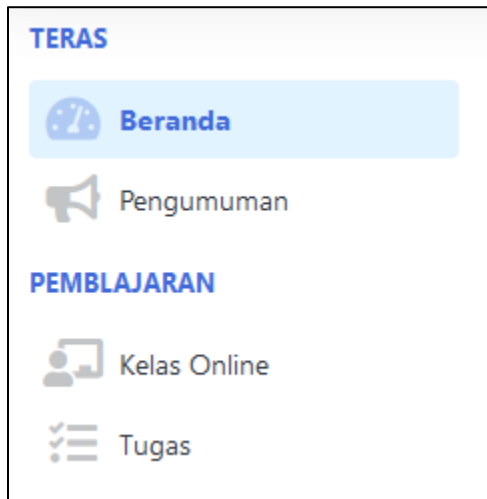 TERAS
Beranda
Pengumuman
PEMBLAJARAN
Kelas Online
Tugas